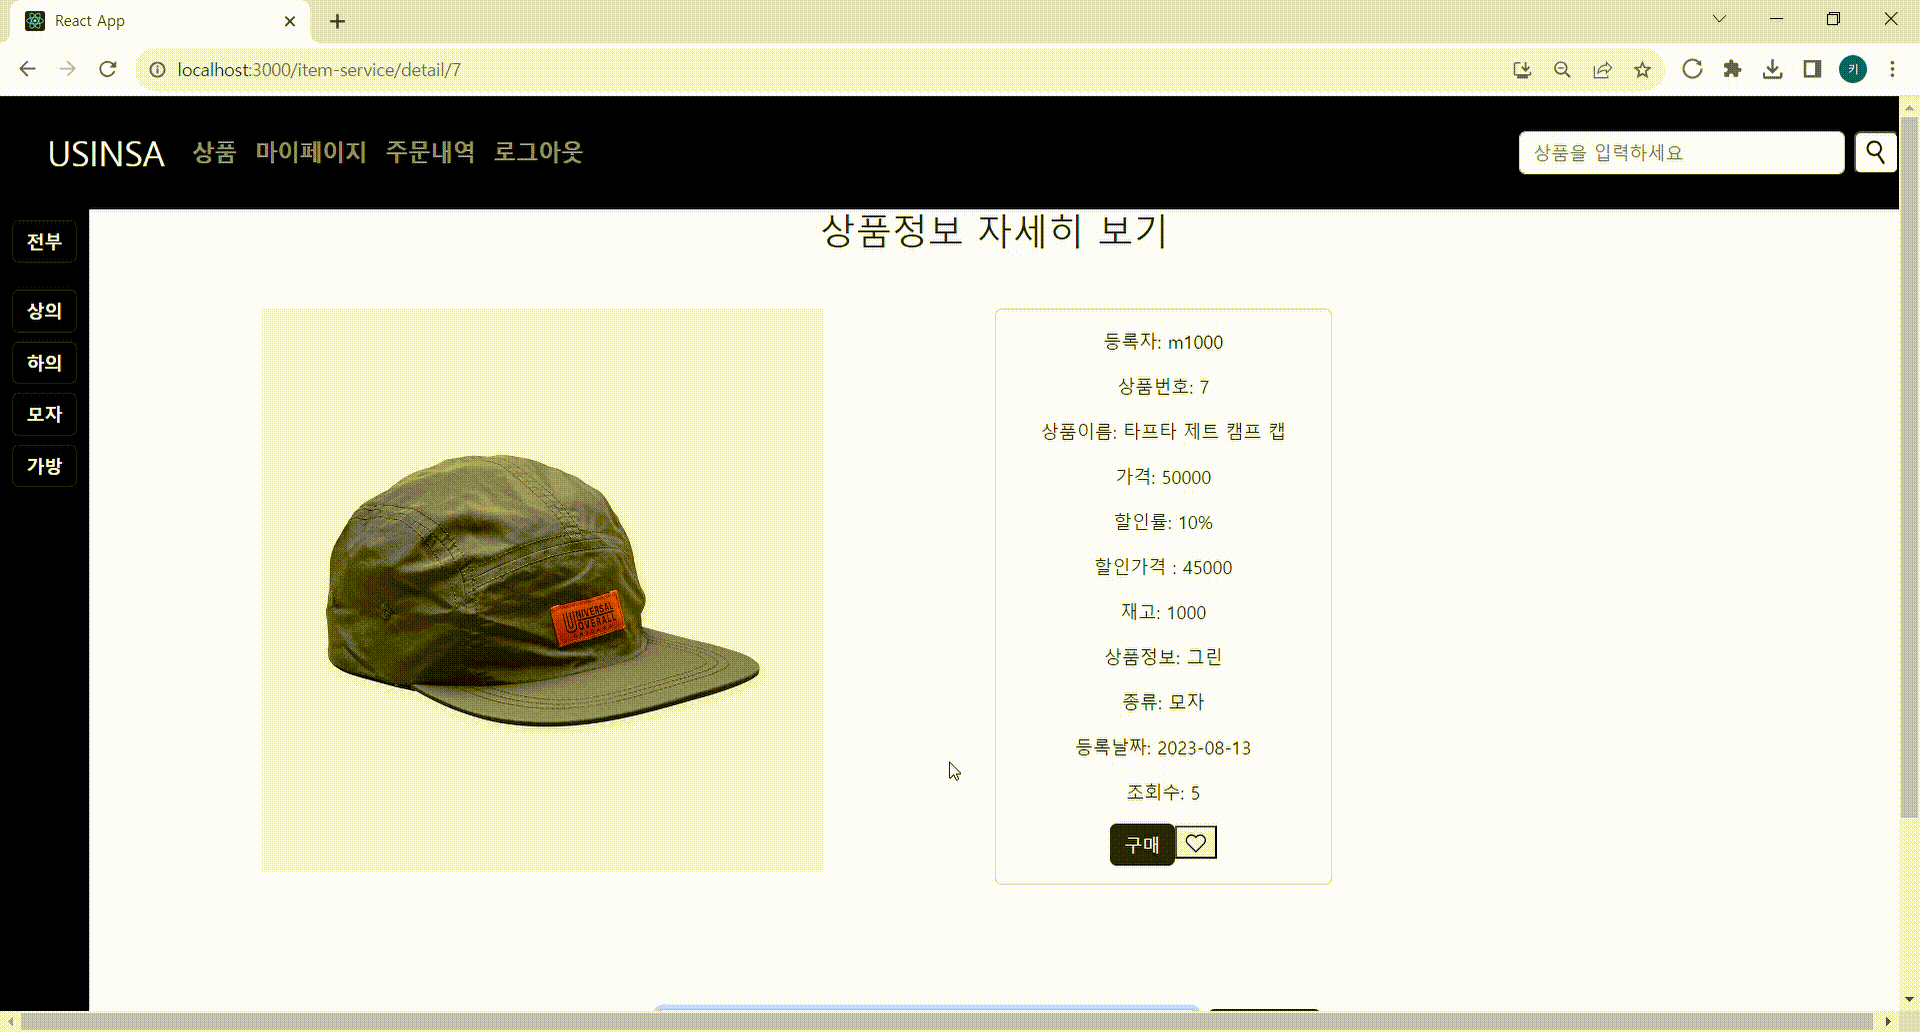 React App
localhost:3000/item-service/detail/7
키
USINSA 상품 마이페이지 주문내역 로그아웃
상품을 입력하세요
전부
상의
하의
모자
가방
상품정보 자세히 보기
UNIVERSAL
OVERALL
CHICAGO
등록자: m1000
상품번호: 7
상품이름: 타프타 제트 캠프 캡
가격: 50000
할인률: 10%
할인가격 : 45000
재고: 1000
상품정보: 그린
종류: 모자
등록날짜: 2023-08-13
조회수: 5
구매